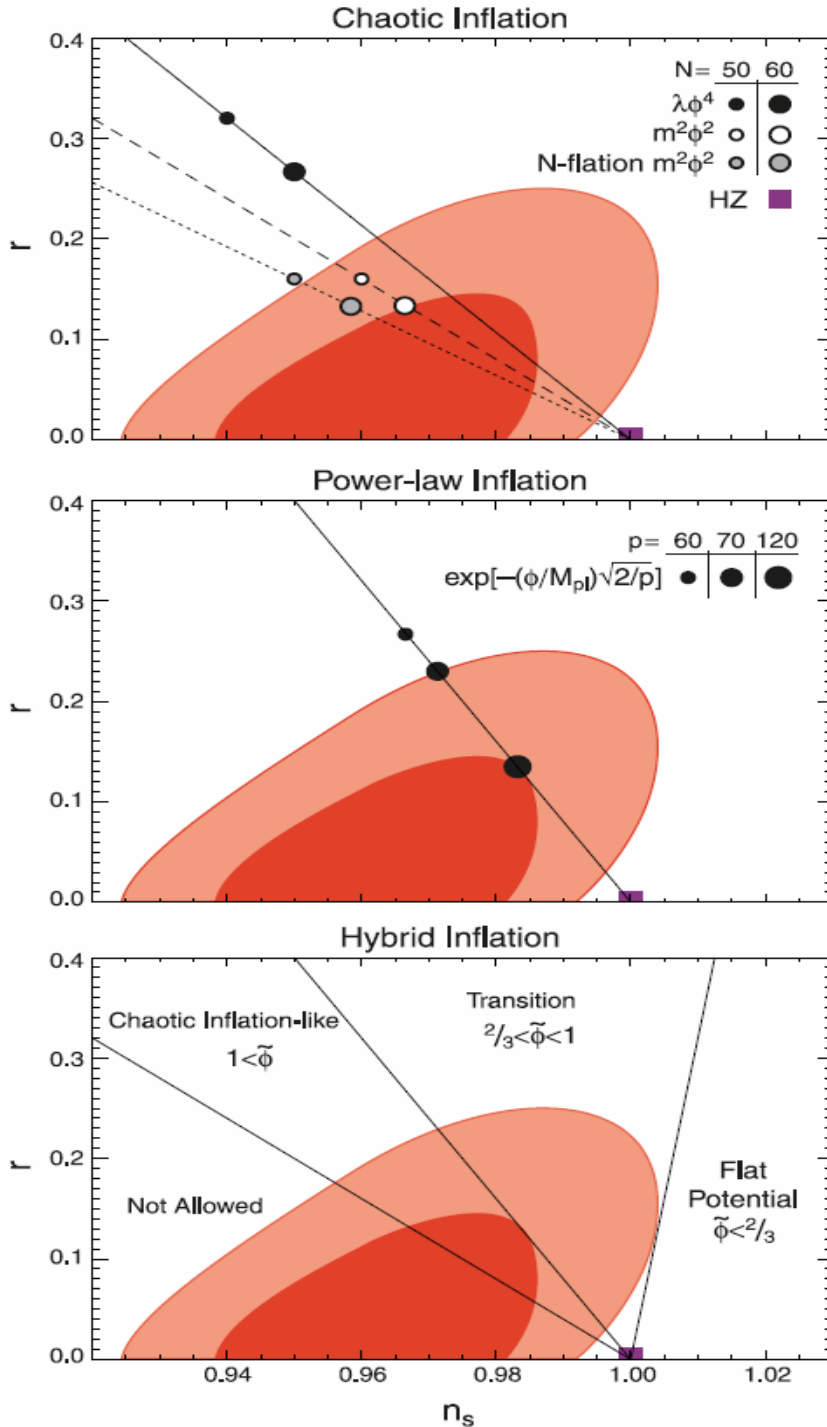 Chaotic Inflation
0.4
0.3
0.2
0.1
0.0
r
N= 50 60
λϕ⁴
m²ϕ²
N-flation m²ϕ²
HZ
Power-law Inflation
0.4
0.3
0.2
0.1
0.0
r
p= 60 70 120
exp[−(ϕ/M_pl)√2/p]
Hybrid Inflation
0.4
0.3
0.2
0.1
0.0
r
Transition
²/₃<ϕ̃<1
Chaotic Inflation-like
1<ϕ̃
Not Allowed
Flat
Potential
ϕ̃<²/₃
0.94 0.96 0.98 1.00 1.02
n_s